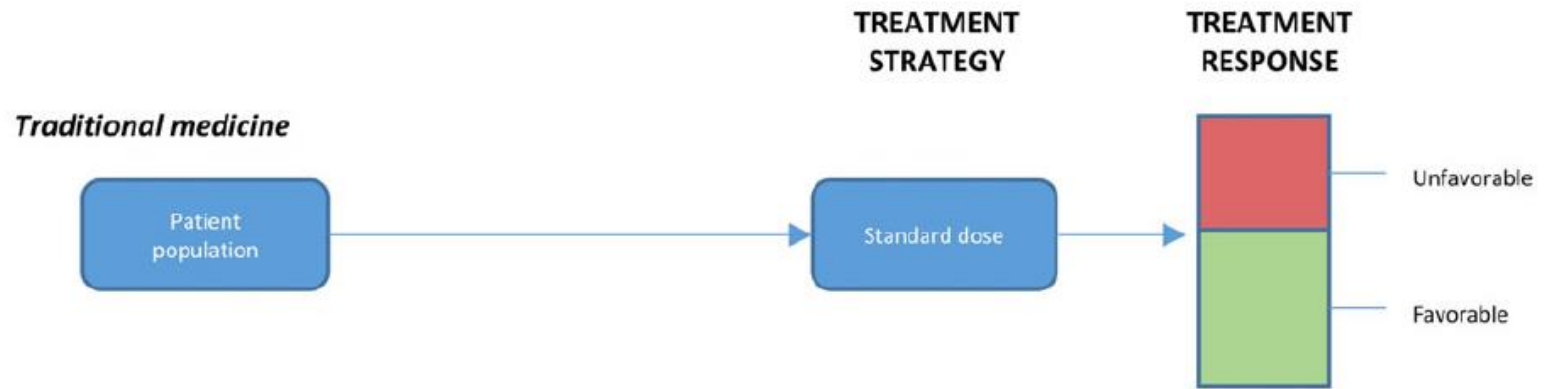 TREATMENT
STRATEGY
TREATMENT
RESPONSE
Traditional medicine
Patient
population
Standard dose
Unfavorable
Favorable